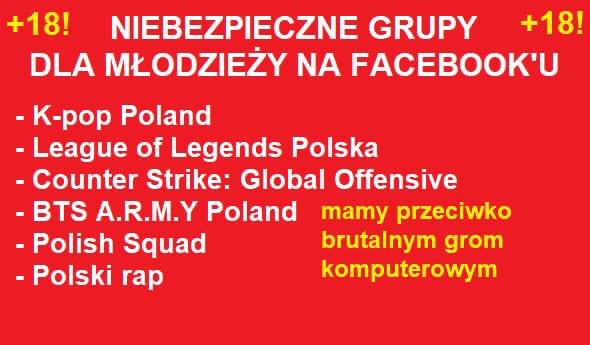 +18! NIEBEZPIECZNE GRUPY +18!
DLA MŁODZIEŻY NA FACEBOOK'U
- K-pop Poland
- League of Legends Polska
- Counter Strike: Global Offensive
- BTS A.R.M.Y Poland
- Polish Squad
- Polski rap
mamy przeciwko
brutalnym grom
komputerowym